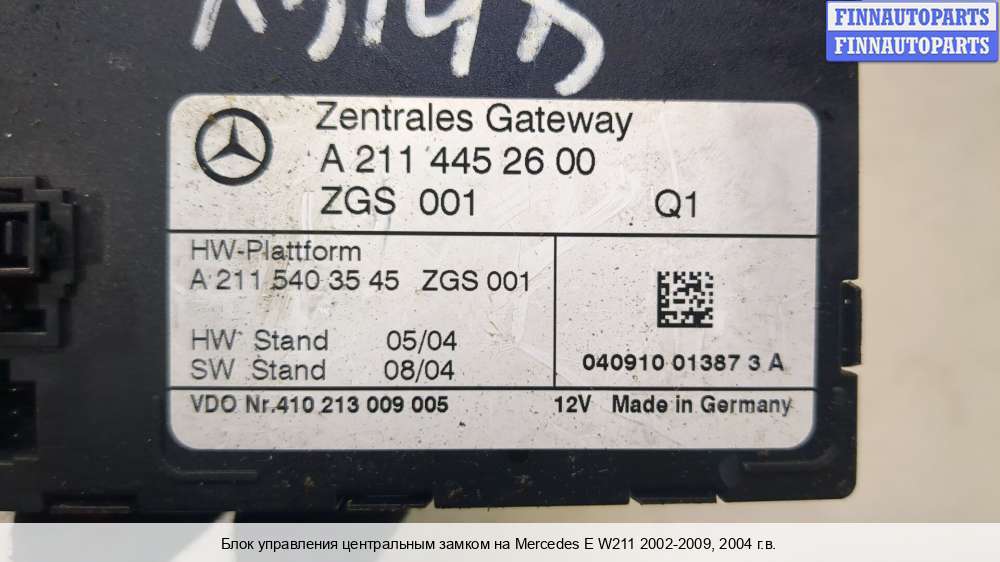 FINNAUTOPARTS
FINNAUTOPARTS
Zentrales Gateway
A 211 445 26 00
ZGS 001 Q1
HW-Plattform
A 211 540 35 45 ZGS 001
HW Stand 05/04
SW Stand 08/04
040910 01387 3 A
VDO Nr.410 213 009 005 12V Made in Germany
Блок управления центральным замком на Mercedes E W211 2002-2009, 2004 г.в.